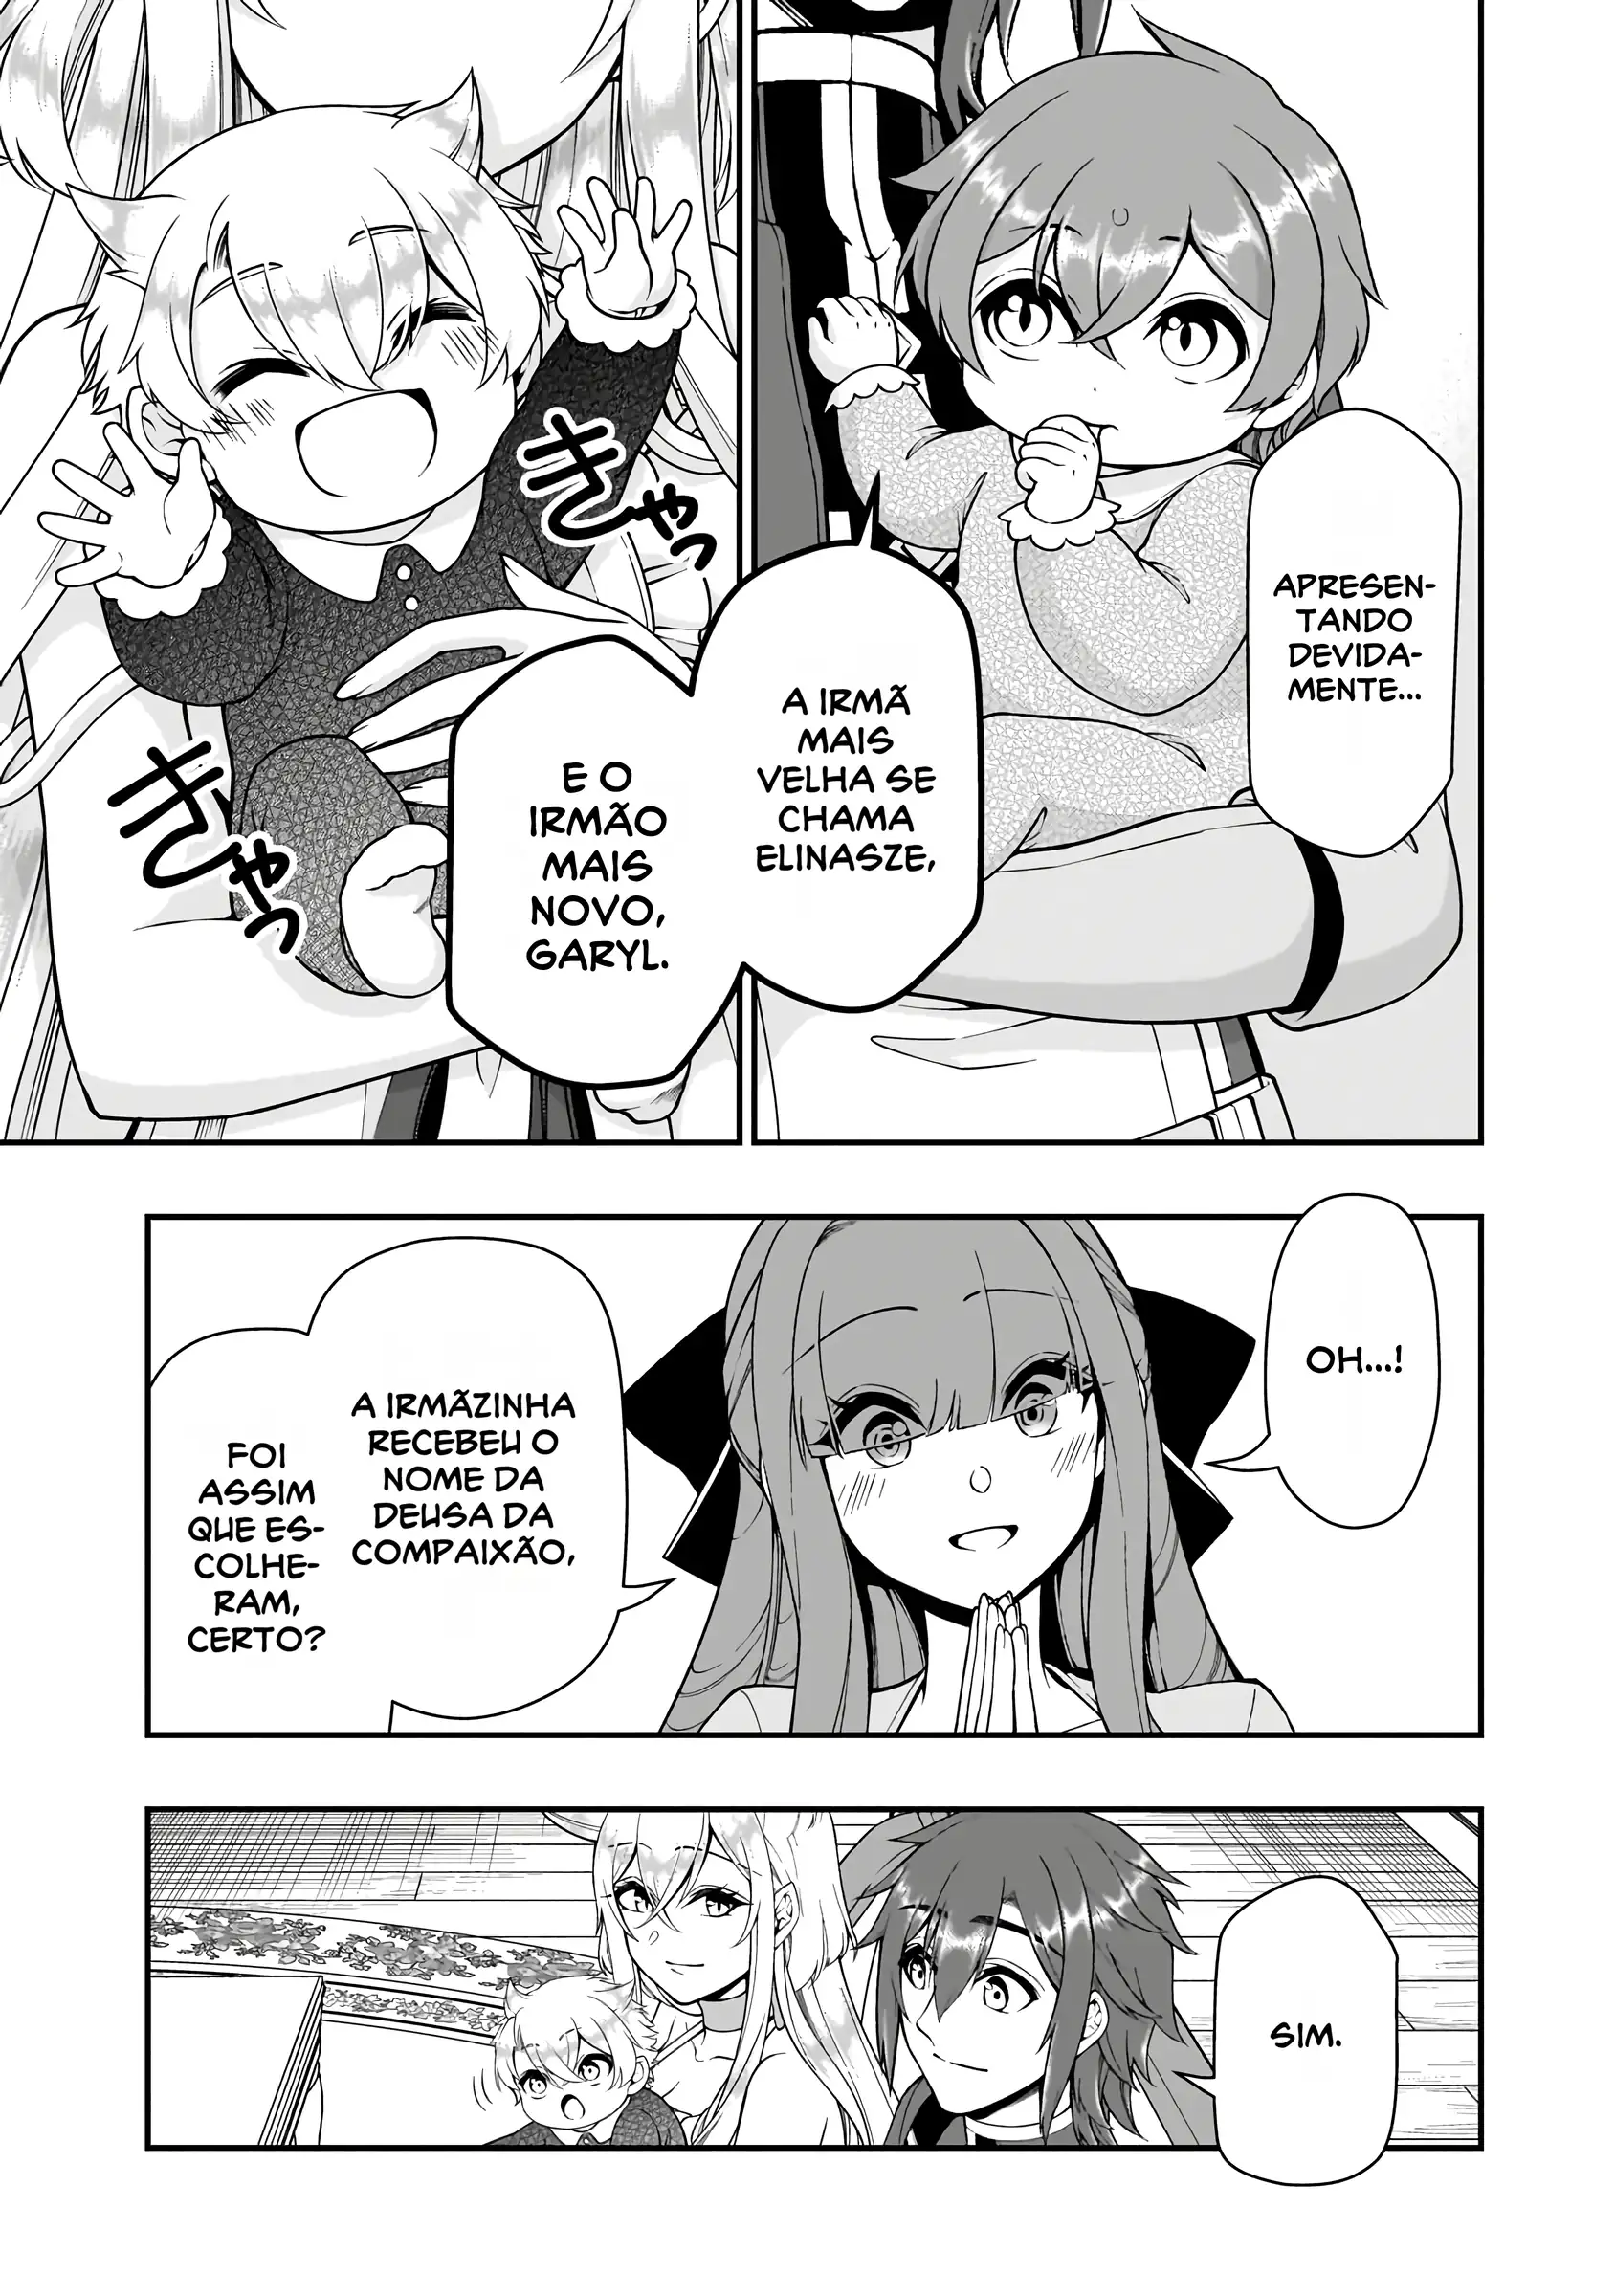 APRESEN-
TANDO
DEVIDA-
MENTE...
A IRMÃ
MAIS
VELHA SE
CHAMA
ELINASZE,
E O
IRMÃO
MAIS
NOVO,
GARYL.
きゃっ
きゃっ
OH...!
A IRMÃZINHA
RECEBEU O
NOME DA
DEUSA DA
COMPAIXÃO,
FOI
ASSIM
QUE ES-
COLHE-
RAM,
CERTO?
SIM.